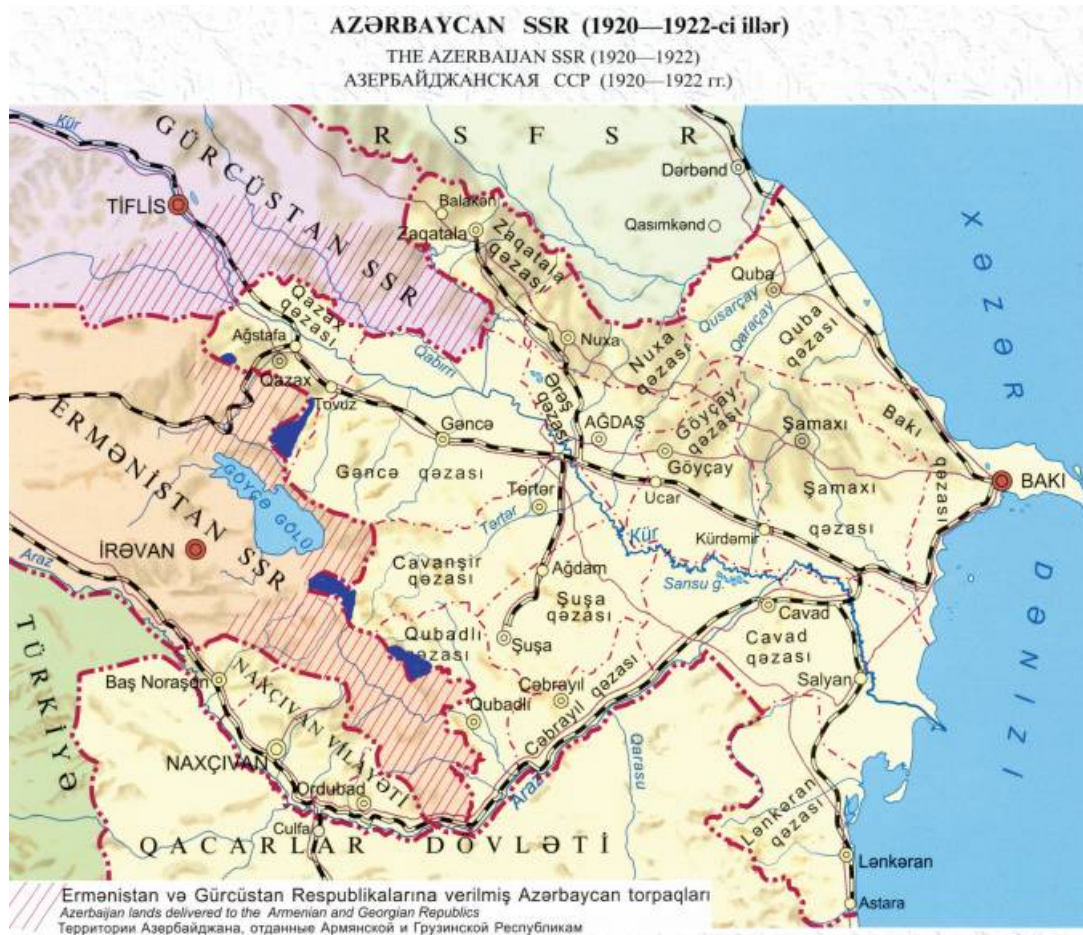 AZƏRBAYCAN SSR (1920—1922-ci illər)
THE AZERBAIJAN SSR (1920—1922)
АЗЕРБАЙДЖАНСКАЯ ССР (1920—1922 гг.)
Kür
GÜRCÜSTAN SSR
RSFSR
Dərbənd
TİFLİS
Balakən
Zaqatala
Zaqatala
qəzası
Qasımkənd
XƏZƏR
DƏNİZİ
Quba
Qusarçay
Qaraçay
Quba
qəzası
Qazax
qəzası
Ağstafa
Qazax
Qabırrı
Nuxa
Nuxa
qəzası
Tovuz
Ərəş
qəzası
ERMƏNİSTAN SSR
Gəncə
AĞDAŞ
Göyçay
qəzası
Şamaxı
Bakı
qəzası
Göyçay
Gəncə qəzası
GÖYÇƏ GÖLÜ
Tərtər
Ucar
Şamaxı
qəzası
BAKI
Tərtər
Kür
Kürdəmir
İRƏVAN
Araz
Cavanşir
qəzası
Ağdam
Sarısu g.
Şuşa
qəzası
Cavad
TÜRKİYƏ
Qubadlı
qəzası
Şuşa
Cavad
qəzası
Baş Noraşen
NAXÇIVAN VİLAYƏTİ
Cəbrayıl
Salyan
Qubadlı
Cəbrayıl qəzası
NAXÇIVAN
Qarasu
Ordubad
Araz
Lənkəran
qəzası
Culfa
QACARLAR DÖVLƏTİ
Lənkəran
Astara
Ermənistan və Gürcüstan Respublikalarına verilmiş Azərbaycan torpaqları
Azerbaijan lands delivered to the Armenian and Georgian Republics
Территории Азербайджана, отданные Армянской и Грузинской Республикам